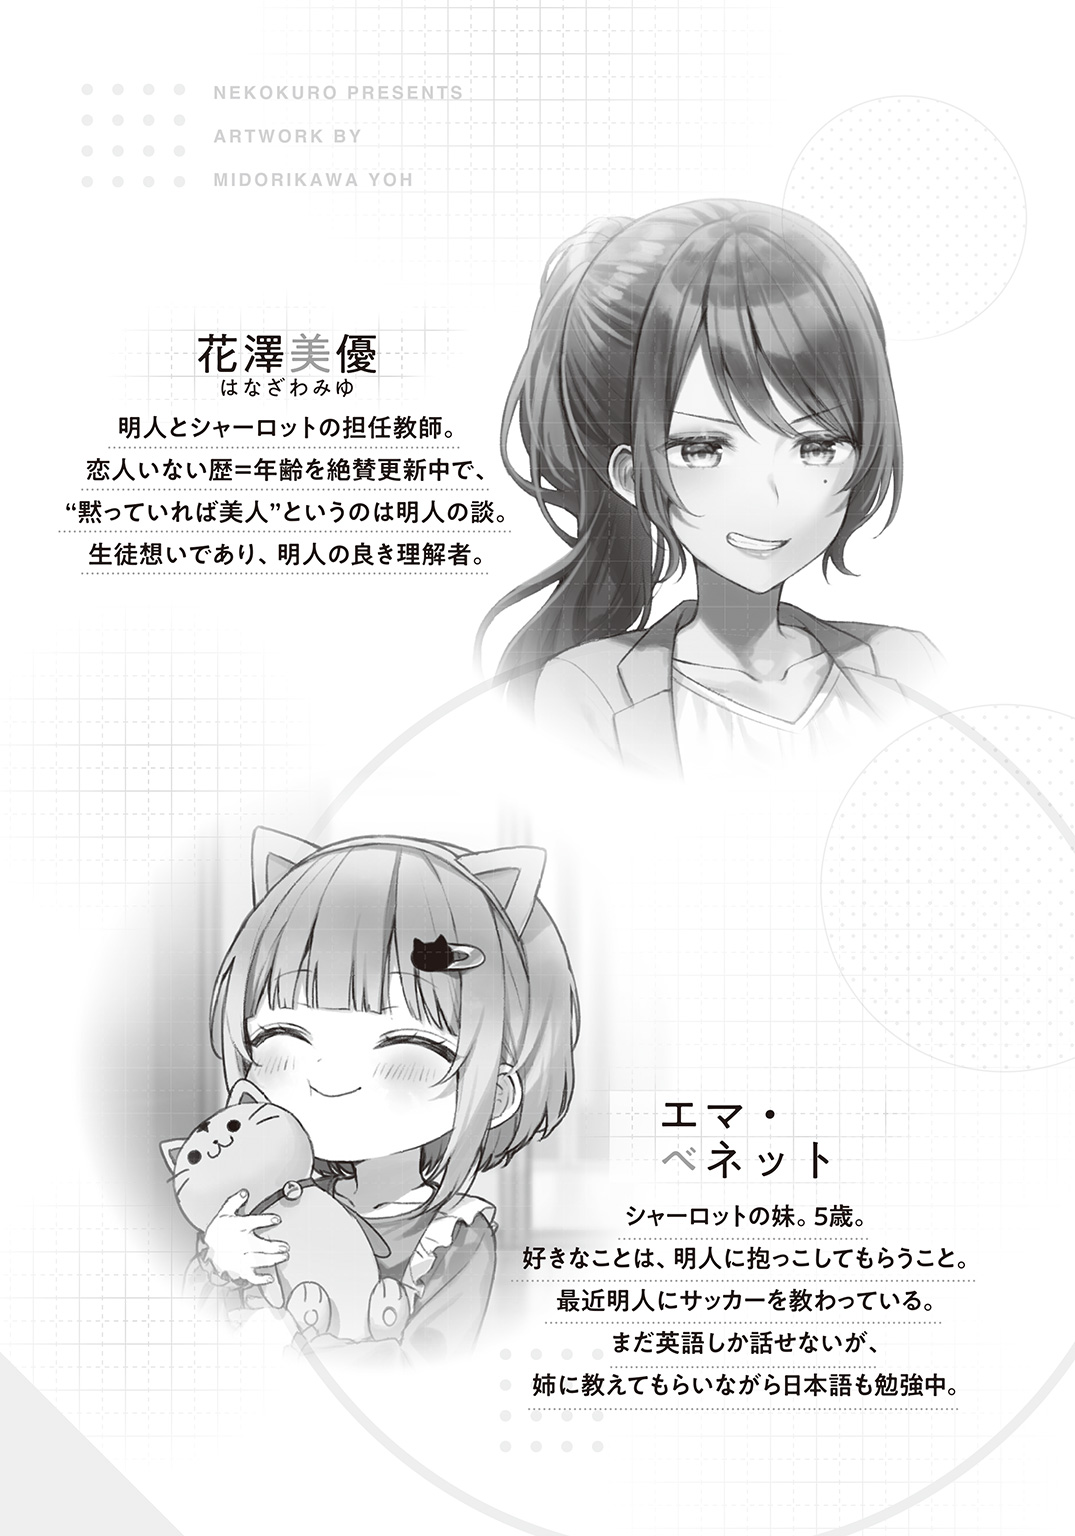 NEKOKURO PRESENTS
ARTWORK BY
MIDORIKAWA YOH
花澤美優
はなざわみゆ
明人とシャーロットの担任教師。
恋人いない歴＝年齢を絶賛更新中で、
“黙っていれば美人”というのは明人の談。
生徒想いであり、明人の良き理解者。
エマ・
ベネット
シャーロットの妹。5歳。
好きなことは、明人に抱っこしてもらうこと。
最近明人にサッカーを教わっている。
まだ英語しか話せないが、
姉に教えてもらいながら日本語も勉強中。